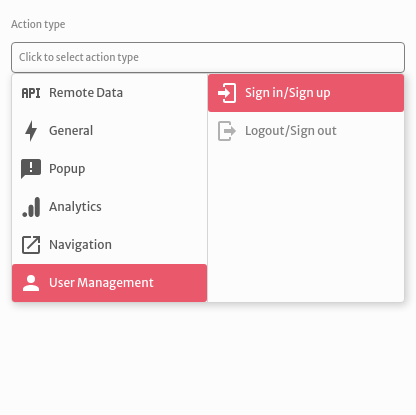 Action type
Click to select action type
API Remote Data
General
Popup
Analytics
Navigation
User Management
Sign in/Sign up
Logout/Sign out